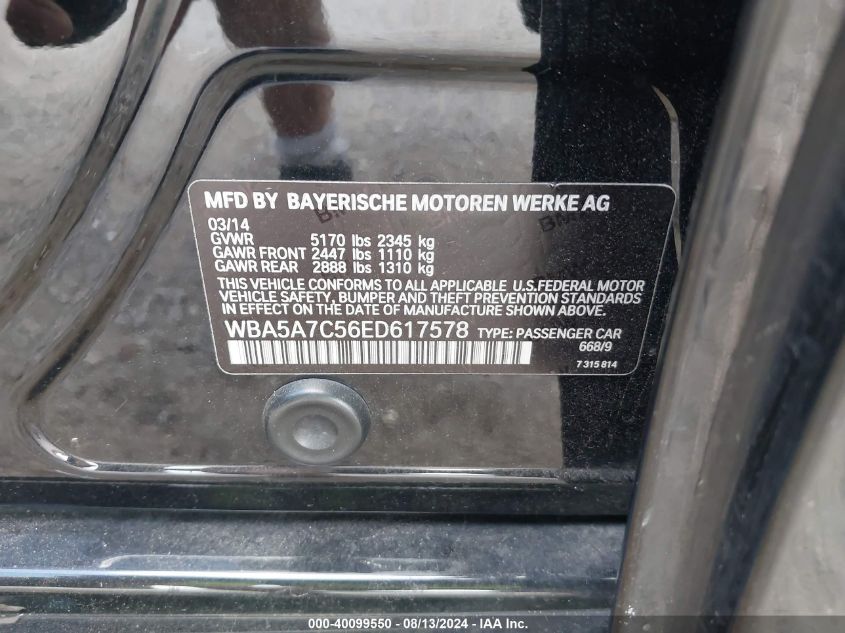 MFD BY BAYERISCHE MOTOREN WERKE AG
03/14
GVWR 5170 lbs 2345 kg
GAWR FRONT 2447 lbs 1110 kg
GAWR REAR 2888 lbs 1310 kg
THIS VEHICLE CONFORMS TO ALL APPLICABLE U.S.FEDERAL MOTOR
VEHICLE SAFETY, BUMPER AND THEFT PREVENTION STANDARDS
IN EFFECT ON THE DATE OF MANUFACTURE SHOWN ABOVE.
WBA5A7C56ED617578 TYPE: PASSENGER CAR
668/9
7 315 814
000-40099550 - 08/13/2024 - IAA Inc.